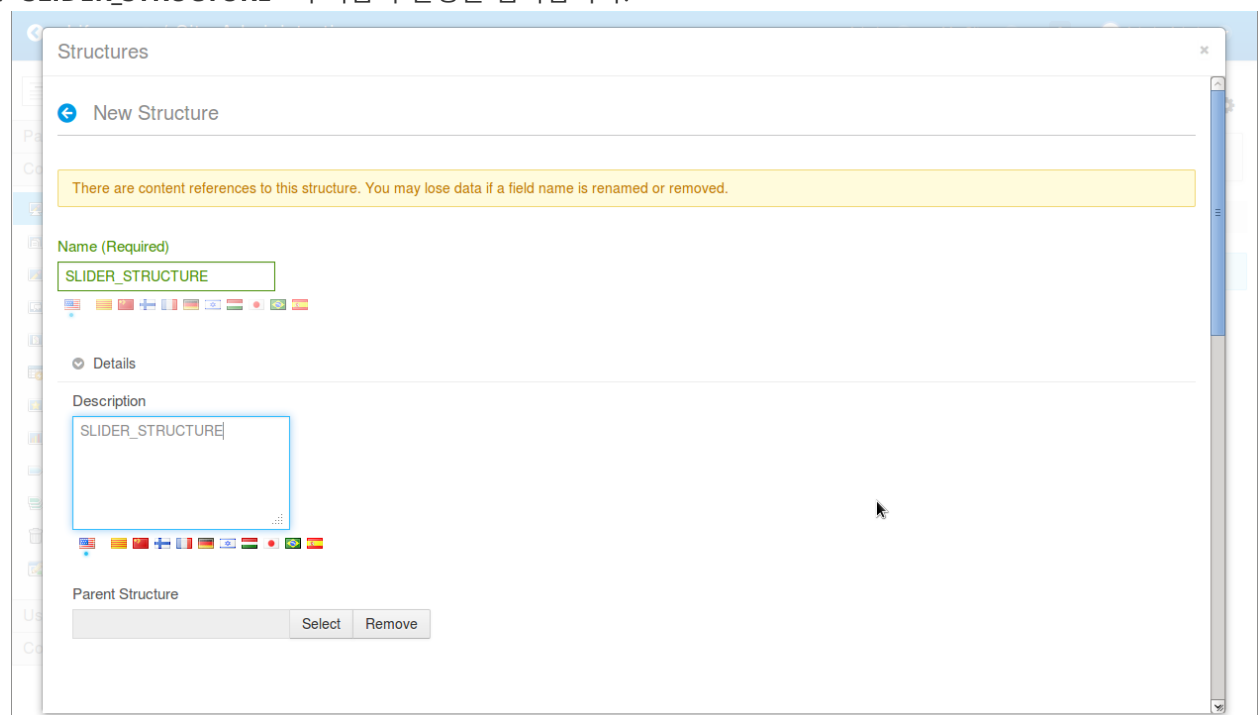 SLIDER_STRUCTURE
Structures
New Structure
There are content references to this structure. You may lose data if a field name is renamed or removed.
Name (Required)
SLIDER_STRUCTURE
Details
Description
SLIDER_STRUCTURE
Parent Structure
Select Remove